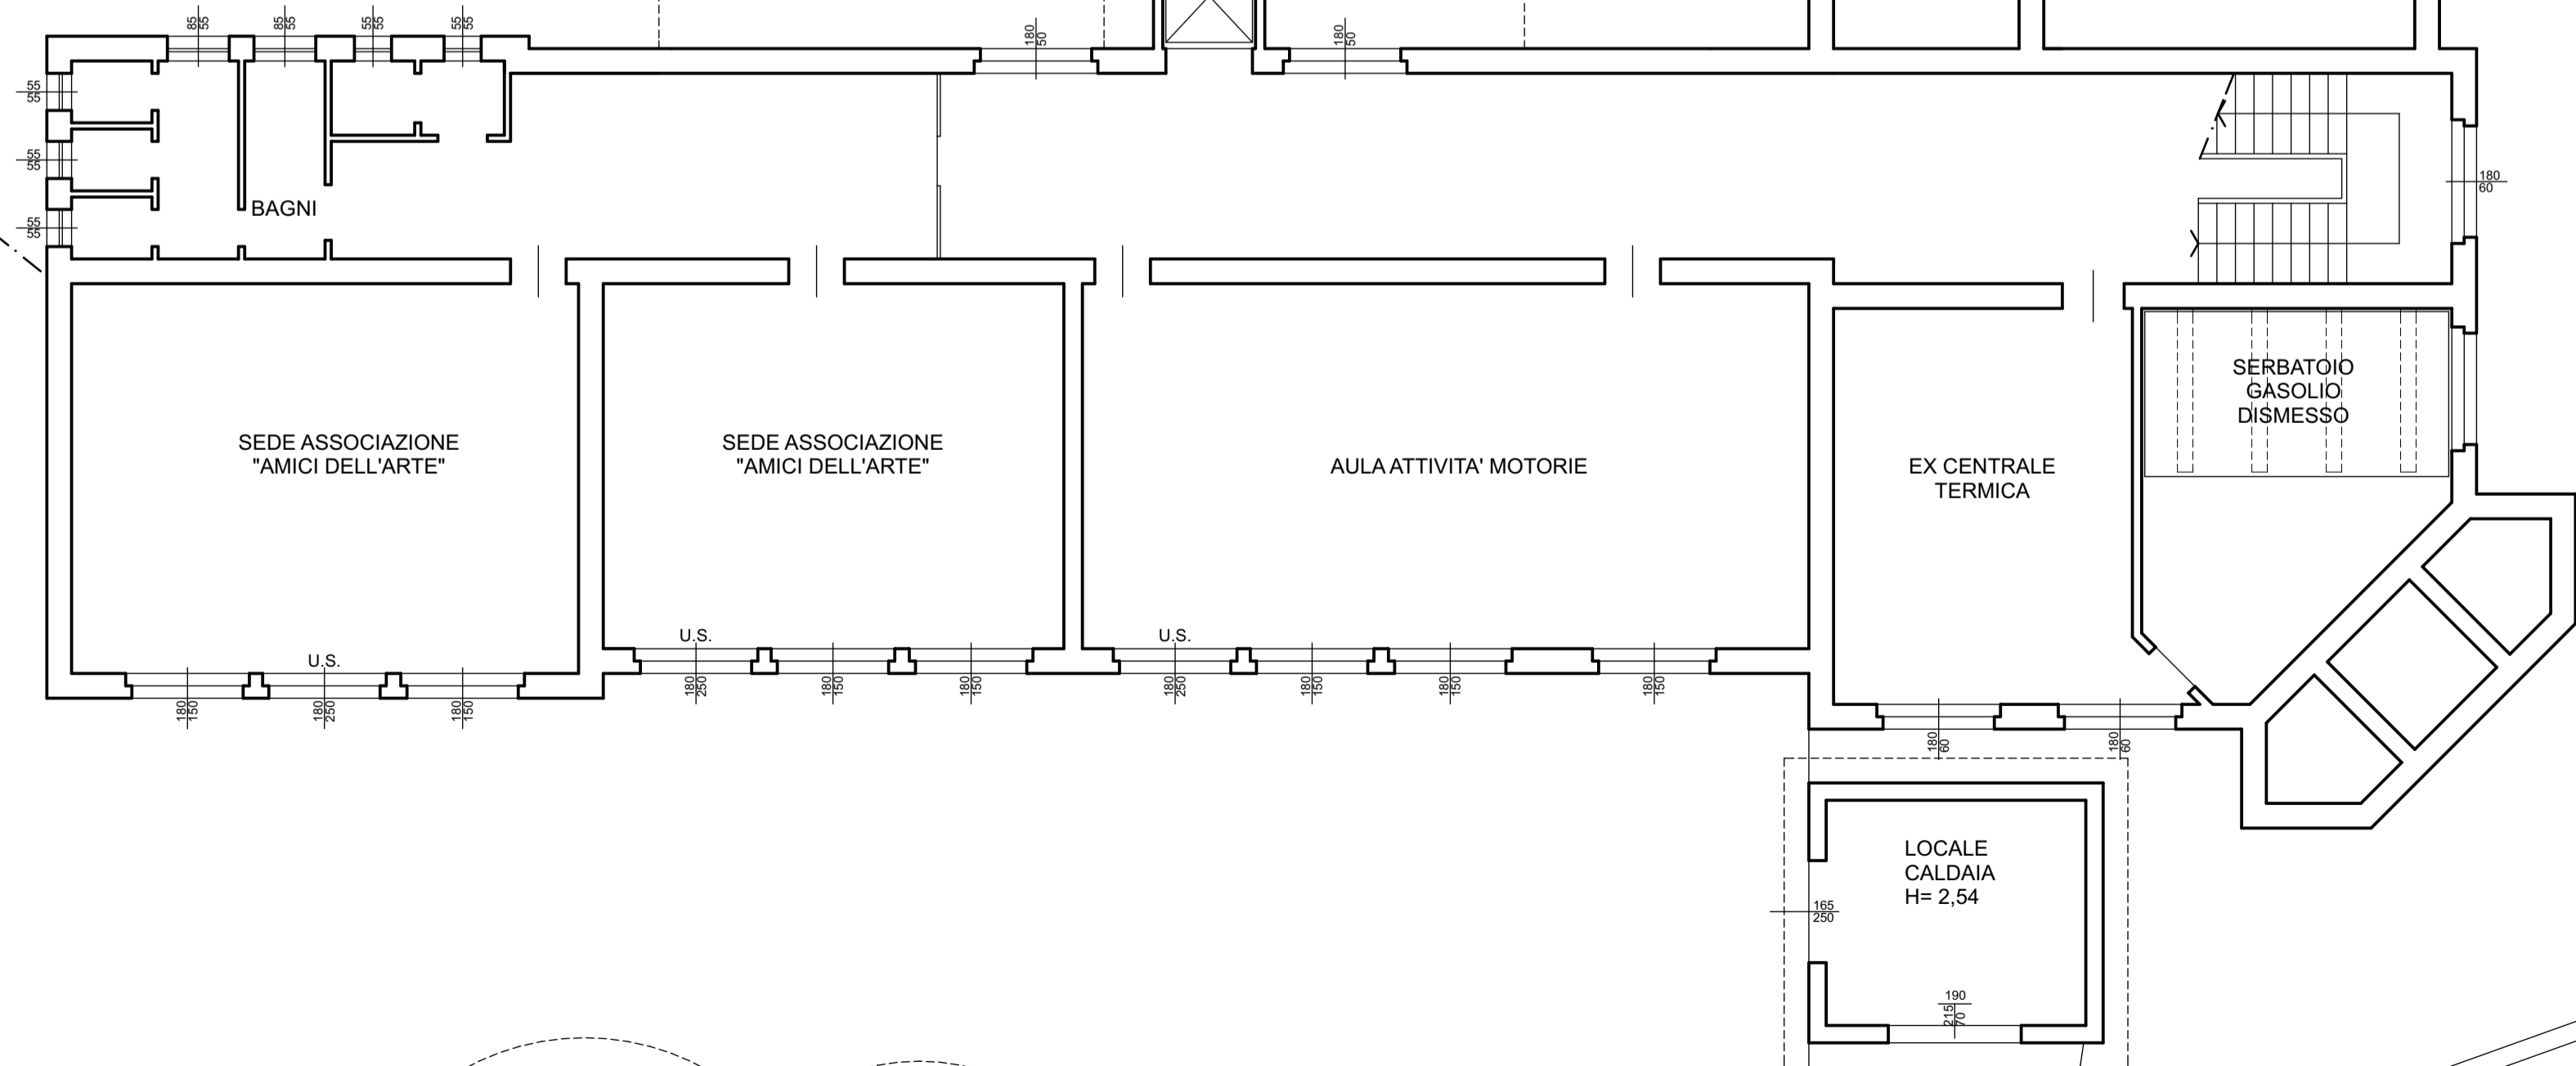 85
55
85
55
55
55
55
55
180
50
180
50
55
55
55
55
55
55
BAGNI
180
60
SERBATOIO
GASOLIO
DISMESSO
SEDE ASSOCIAZIONE
"AMICI DELL'ARTE"
SEDE ASSOCIAZIONE
"AMICI DELL'ARTE"
AULA ATTIVITA' MOTORIE
EX CENTRALE
TERMICA
U.S.
U.S.
U.S.
180
150
180
250
180
150
180
250
180
150
180
150
180
250
180
150
180
150
180
150
180
60
180
60
LOCALE
CALDAIA
H= 2,54
165
250
190
215
70